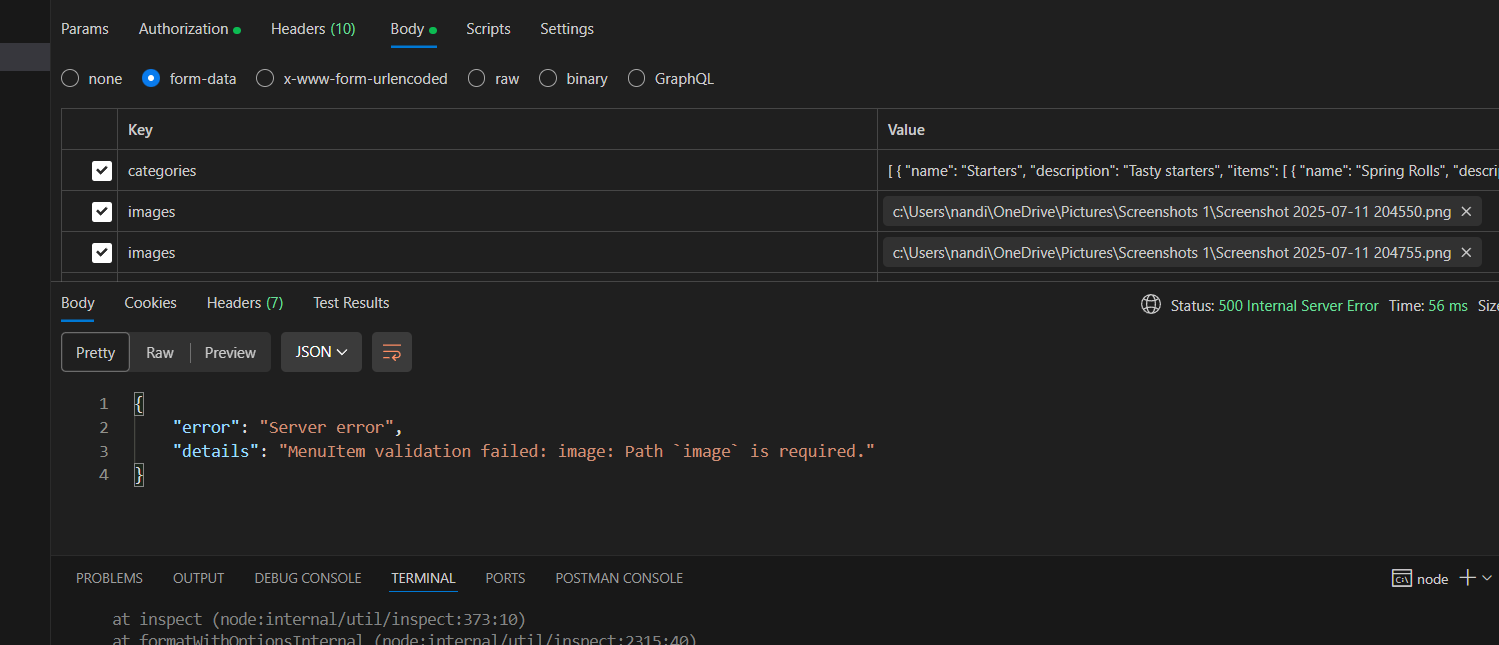 Params Authorization Headers (10) Body Scripts Settings
none form-data x-www-form-urlencoded raw binary GraphQL
Key Value
categories [ { "name": "Starters", "description": "Tasty starters", "items": [ { "name": "Spring Rolls", "descri
images c:\Users\nandi\OneDrive\Pictures\Screenshots 1\Screenshot 2025-07-11 204550.png ×
images c:\Users\nandi\OneDrive\Pictures\Screenshots 1\Screenshot 2025-07-11 204755.png ×
Body Cookies Headers (7) Test Results Status: 500 Internal Server Error Time: 56 ms Size
Pretty Raw Preview JSON
1 {
2 "error": "Server error",
3 "details": "MenuItem validation failed: image: Path `image` is required."
4 }
PROBLEMS OUTPUT DEBUG CONSOLE TERMINAL PORTS POSTMAN CONSOLE node
at inspect (node:internal/util/inspect:373:10)
at formatWithOptionsInternal (node:internal/util/inspect:2315:40)